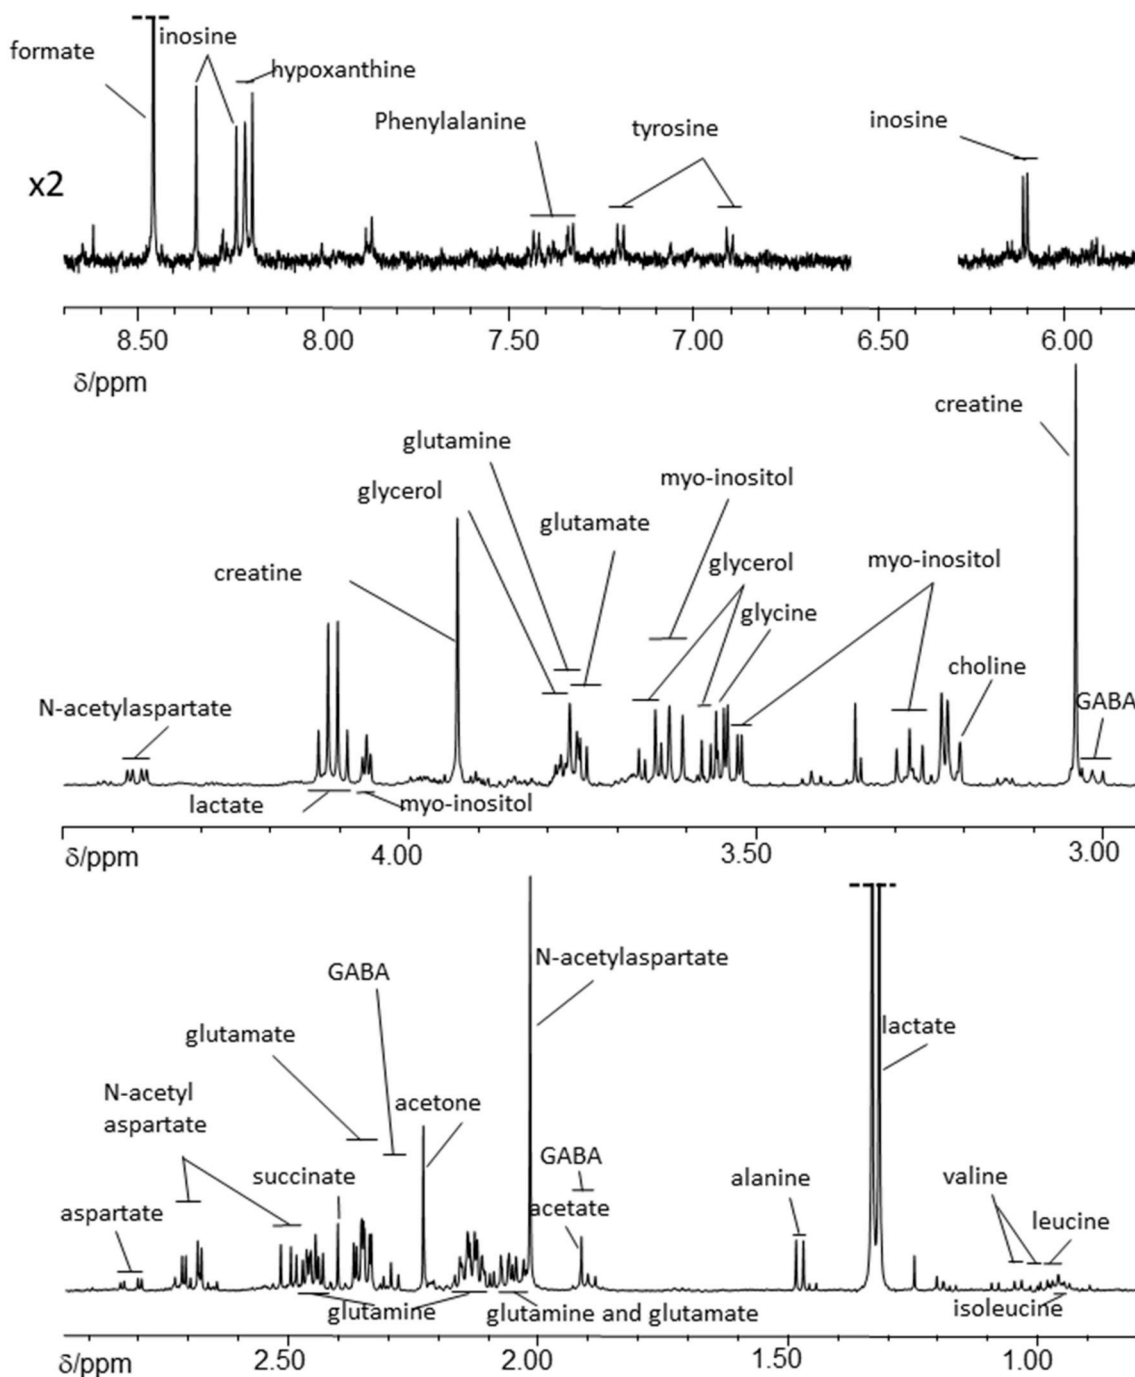 formate
inosine
hypoxanthine
Phenylalanine
tyrosine
inosine
x2
8.50 8.00 7.50 7.00 6.50 6.00
δ/ppm
creatine
glutamine
glycerol
myo-inositol
glutamate
creatine
glycerol
myo-inositol
glycine
choline
N-acetylaspartate
GABA
lactate
myo-inositol
δ/ppm 4.00 3.50 3.00
N-acetylaspartate
GABA
glutamate
lactate
N-acetyl
aspartate
acetone
GABA
succinate
alanine
valine
aspartate
acetate
leucine
glutamine
glutamine and glutamate
isoleucine
δ/ppm 2.50 2.00 1.50 1.00